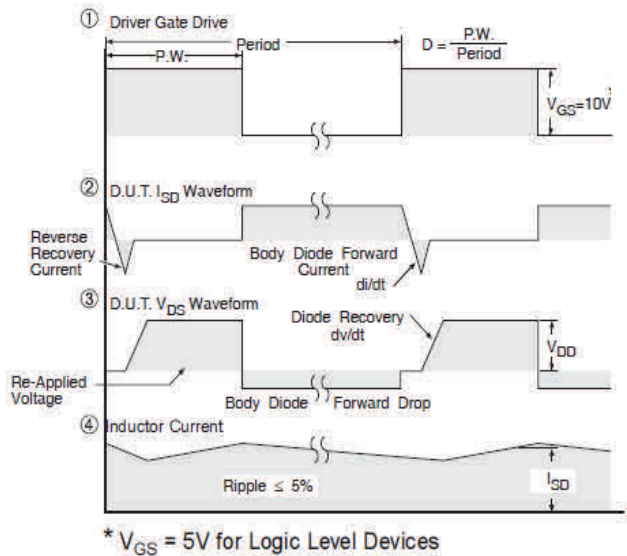 ① Driver Gate Drive
P.W.
Period
D = P.W. / Period
VGS=10V*
② D.U.T. ISD Waveform
Reverse
Recovery
Current
Body Diode Forward
Current
di/dt
③ D.U.T. VDS Waveform
Diode Recovery
dv/dt
VDD
Re-Applied
Voltage
Body Diode Forward Drop
④ Inductor Current
Ripple ≤ 5%
ISD
* VGS = 5V for Logic Level Devices